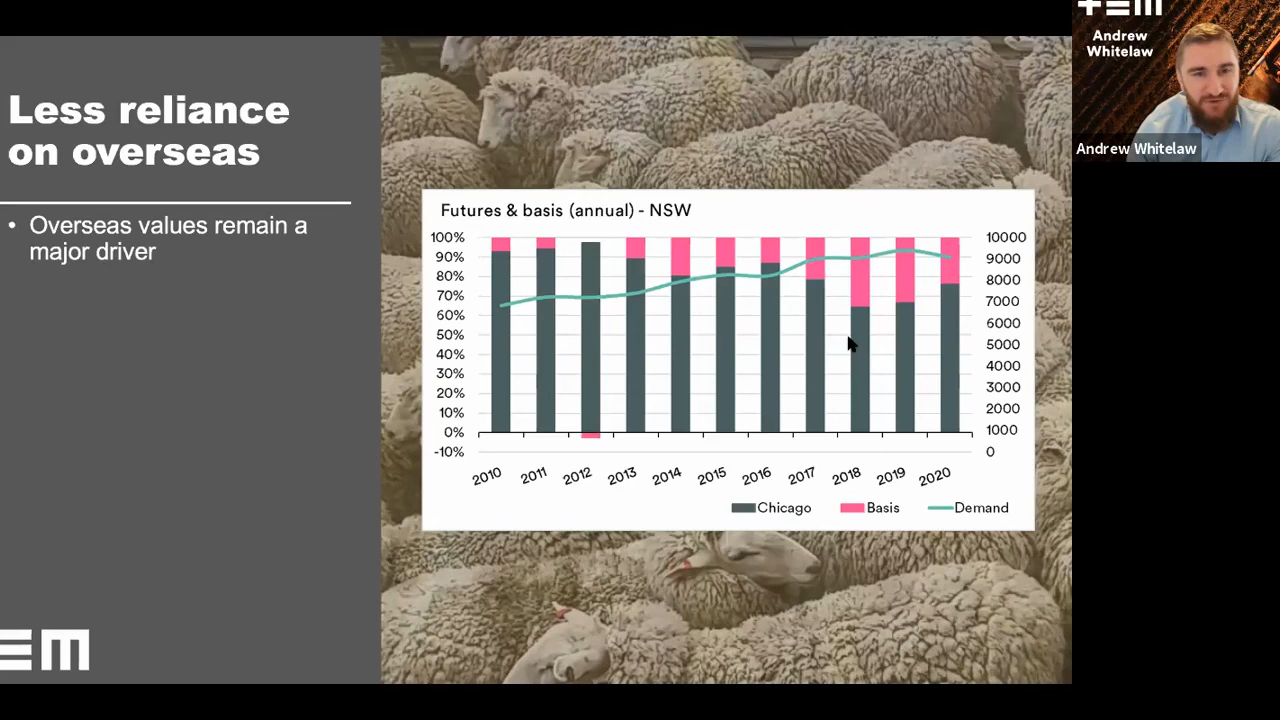 Less reliance
on overseas
• Overseas values remain a
major driver
EM
Futures & basis (annual) - NSW
100%
90%
80%
70%
60%
50%
40%
30%
20%
10%
0%
-10%
10000
9000
8000
7000
6000
5000
4000
3000
2000
1000
0
2010 2011 2012 2013 2014 2015 2016 2017 2018 2019 2020
Chicago Basis Demand
Andrew
Whitelaw
Andrew Whitelaw